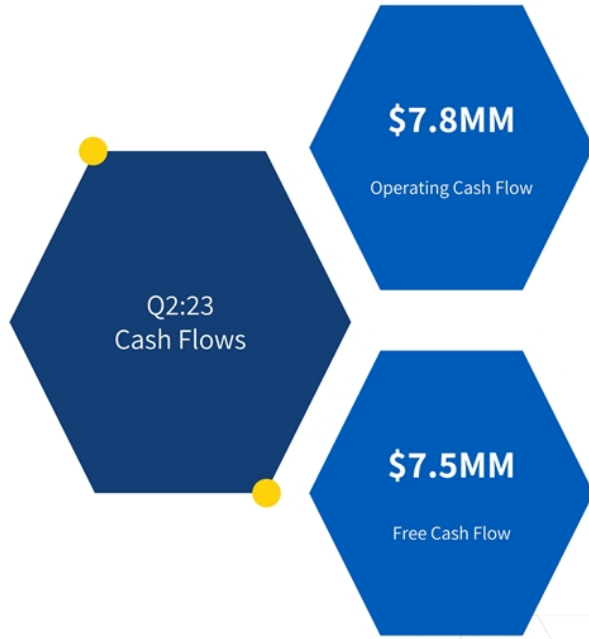 $7.8MM
Operating Cash Flow
Q2:23
Cash Flows
$7.5MM
Free Cash Flow